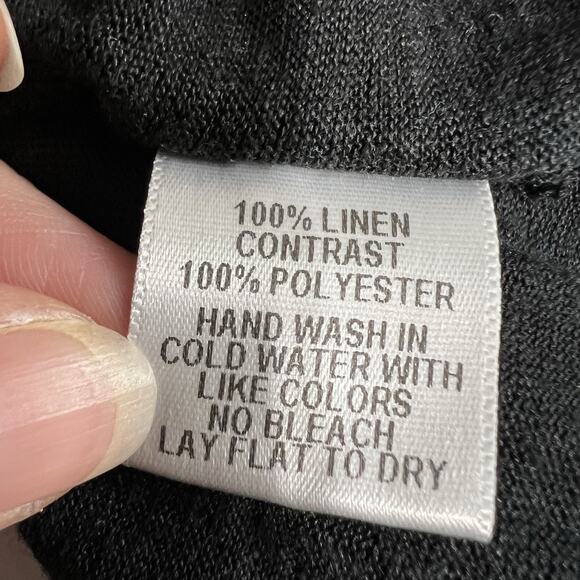 100% LINEN
CONTRAST
100% POLYESTER
HAND WASH IN
COLD WATER WITH
LIKE COLORS
NO BLEACH
LAY FLAT TO DRY